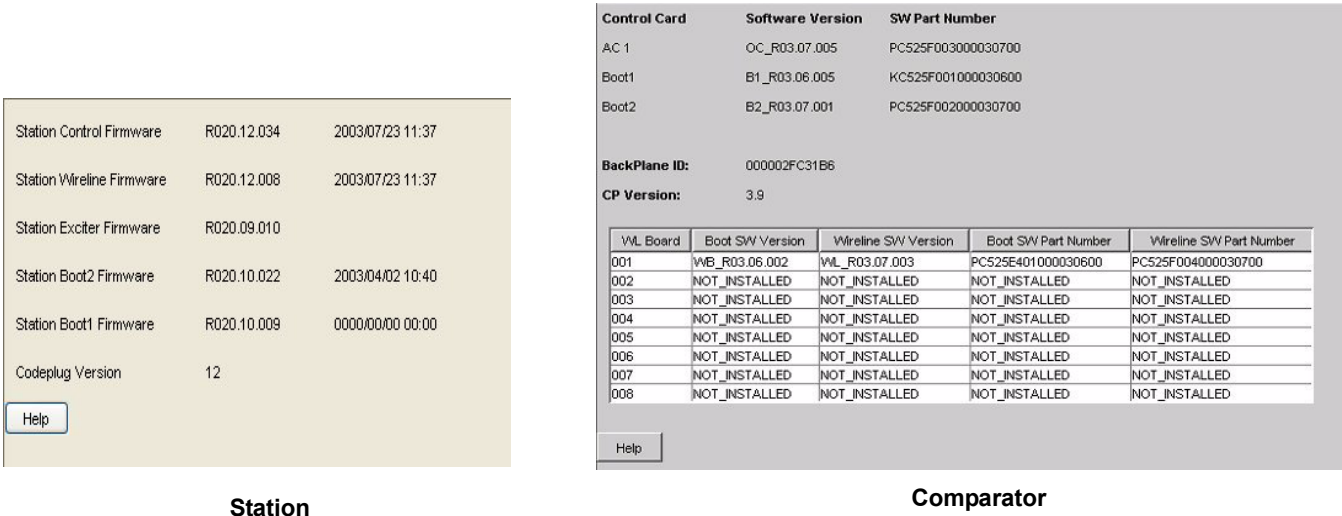 Station Control Firmware R020.12.034 2003/07/23 11:37
Station Wireline Firmware R020.12.008 2003/07/23 11:37
Station Exciter Firmware R020.09.010
Station Boot2 Firmware R020.10.022 2003/04/02 10:40
Station Boot1 Firmware R020.10.009 0000/00/00 00:00
Codeplug Version 12
Help
Station
Control Card Software Version SW Part Number
AC 1 OC_R03.07.005 PC525F003000030700
Boot1 B1_R03.06.005 KC525F001000030600
Boot2 B2_R03.07.001 PC525F002000030700
BackPlane ID: 000002FC31B6
CP Version: 3.9
WL Board Boot SW Version Wireline SW Version Boot SW Part Number Wireline SW Part Number
001 WB_R03.06.002 WL_R03.07.003 PC525E401000030600 PC525F004000030700
002 NOT_INSTALLED NOT_INSTALLED NOT_INSTALLED NOT_INSTALLED
003 NOT_INSTALLED NOT_INSTALLED NOT_INSTALLED NOT_INSTALLED
004 NOT_INSTALLED NOT_INSTALLED NOT_INSTALLED NOT_INSTALLED
005 NOT_INSTALLED NOT_INSTALLED NOT_INSTALLED NOT_INSTALLED
006 NOT_INSTALLED NOT_INSTALLED NOT_INSTALLED NOT_INSTALLED
007 NOT_INSTALLED NOT_INSTALLED NOT_INSTALLED NOT_INSTALLED
008 NOT_INSTALLED NOT_INSTALLED NOT_INSTALLED NOT_INSTALLED
Help
Comparator